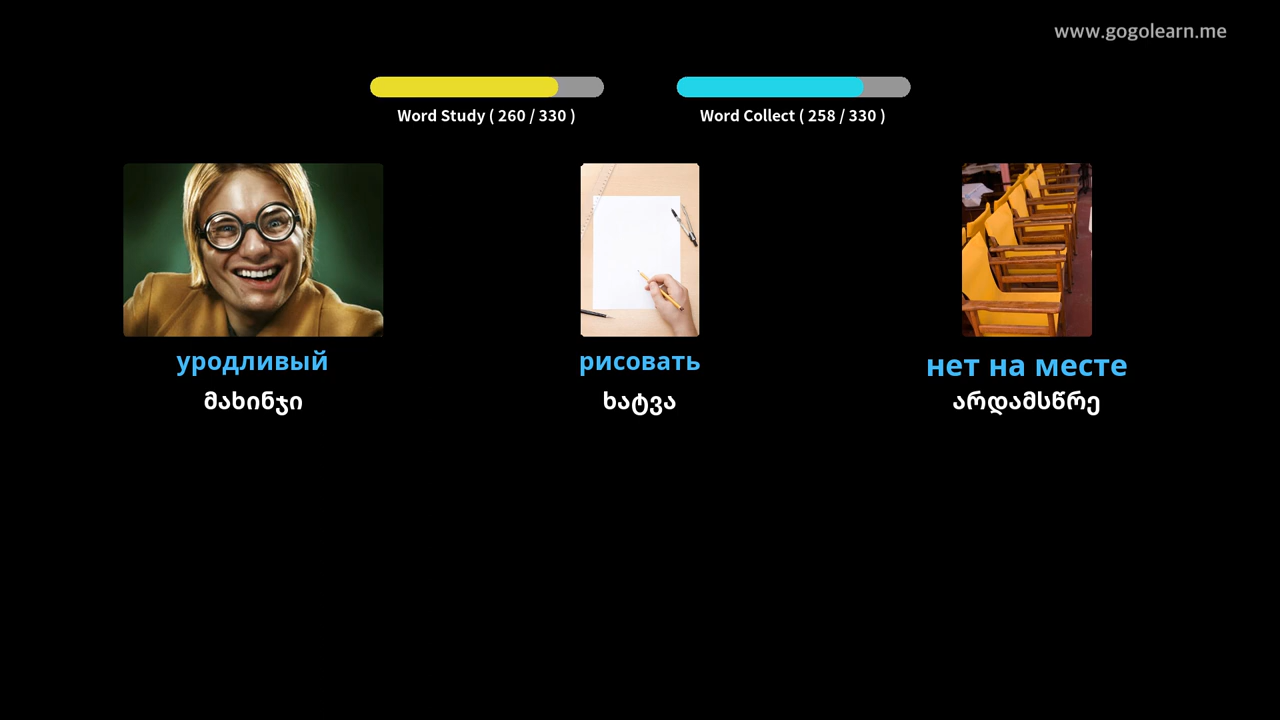 www.gogolearn.me
Word Study ( 260 / 330 )
Word Collect ( 258 / 330 )
уродливый
рисовать
нет на месте
მახინჯი
ხატვა
არდამსწრე